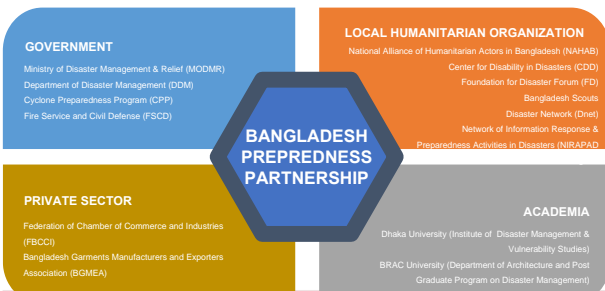 GOVERNMENT
Ministry of Disaster Management & Relief (MODMR)
Department of Disaster Management (DDM)
Cyclone Preparedness Program (CPP)
Fire Service and Civil Defense (FSCD)
LOCAL HUMANITARIAN ORGANIZATION
National Alliance of Humanitarian Actors in Bangladesh (NAHAB)
Center for Disability in Disasters (CDD)
Foundation for Disaster Forum (FD)
Bangladesh Scouts
Disaster Network (Dnet)
Network of Information Response &
Preparedness Activities in Disasters (NIRAPAD
BANGLADESH
PREPREDNESS
PARTNERSHIP
PRIVATE SECTOR
Federation of Chamber of Commerce and Industries
(FBCCI)
Bangladesh Garments Manufacturers and Exporters
Association (BGMEA)
ACADEMIA
Dhaka University (Institute of Disaster Management &
Vulnerability Studies)
BRAC University (Department of Architecture and Post
Graduate Program on Disaster Management)